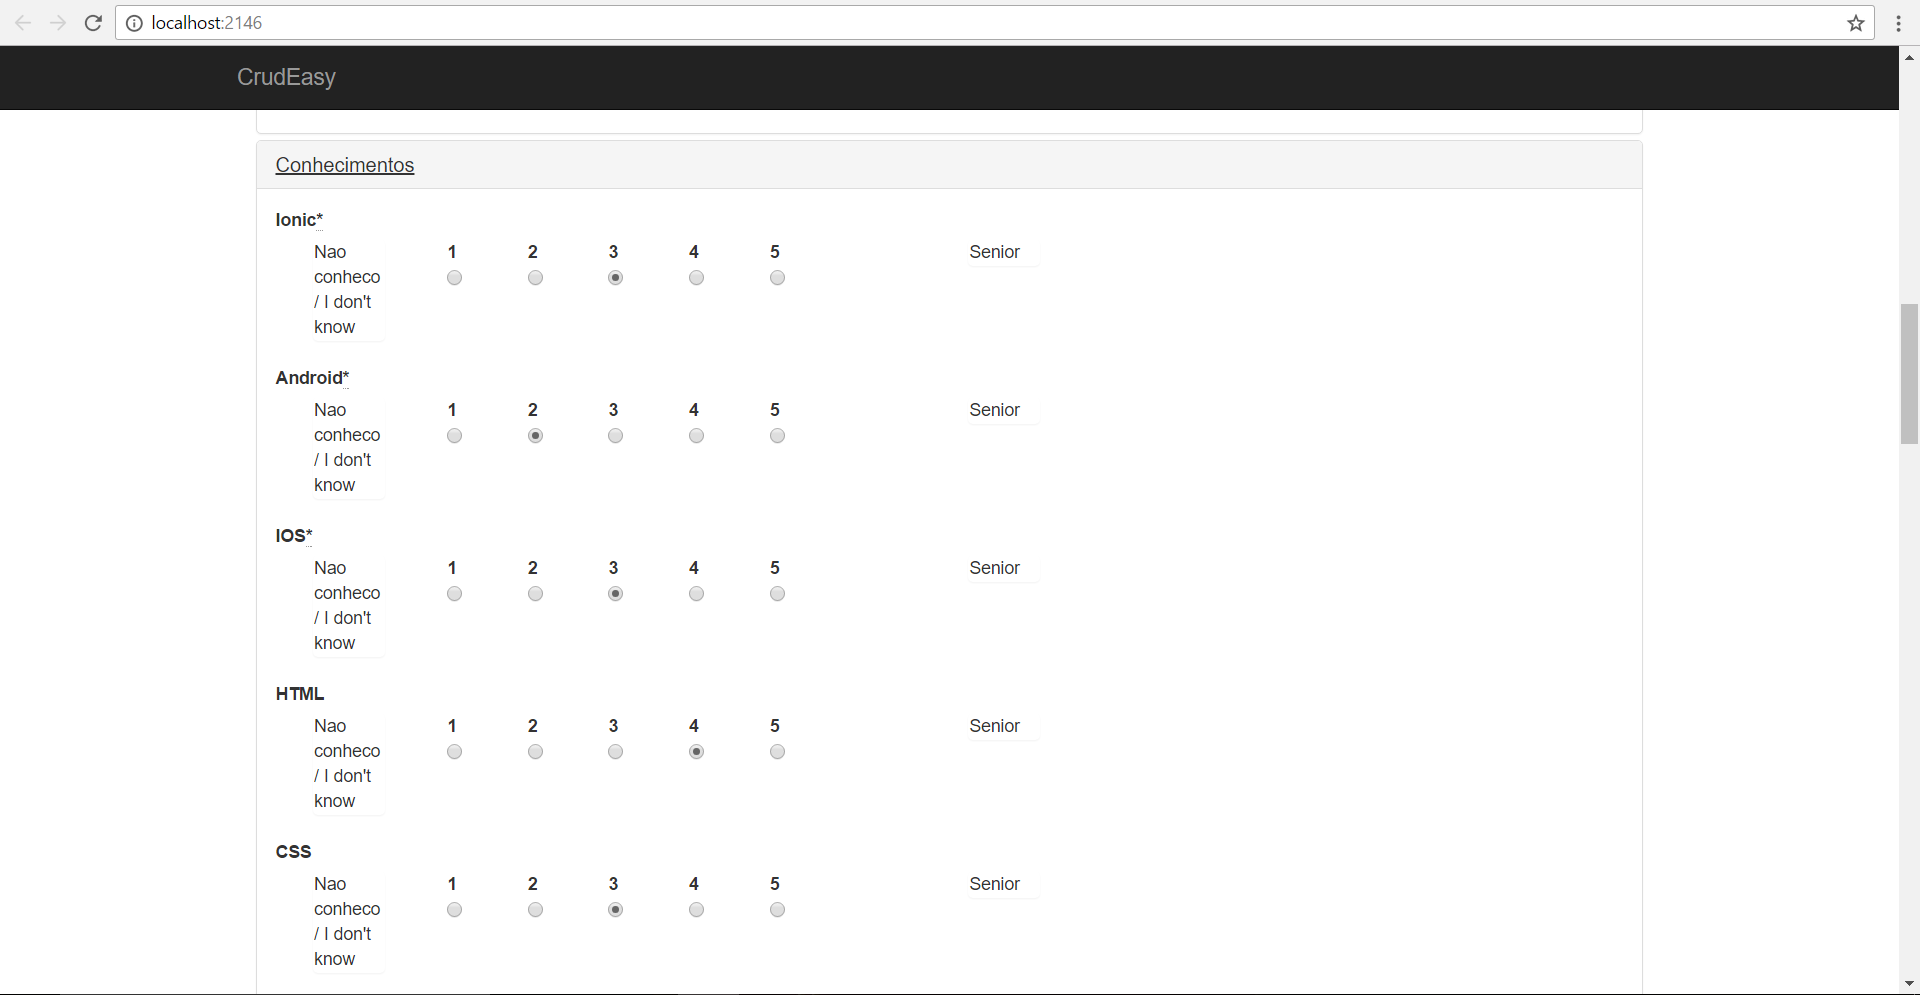 localhost:2146
CrudEasy
Conhecimentos
Ionic*
Nao 1 2 3 4 5 Senior
conheco
/ I don't
know
Android*
Nao 1 2 3 4 5 Senior
conheco
/ I don't
know
IOS*
Nao 1 2 3 4 5 Senior
conheco
/ I don't
know
HTML
Nao 1 2 3 4 5 Senior
conheco
/ I don't
know
CSS
Nao 1 2 3 4 5 Senior
conheco
/ I don't
know